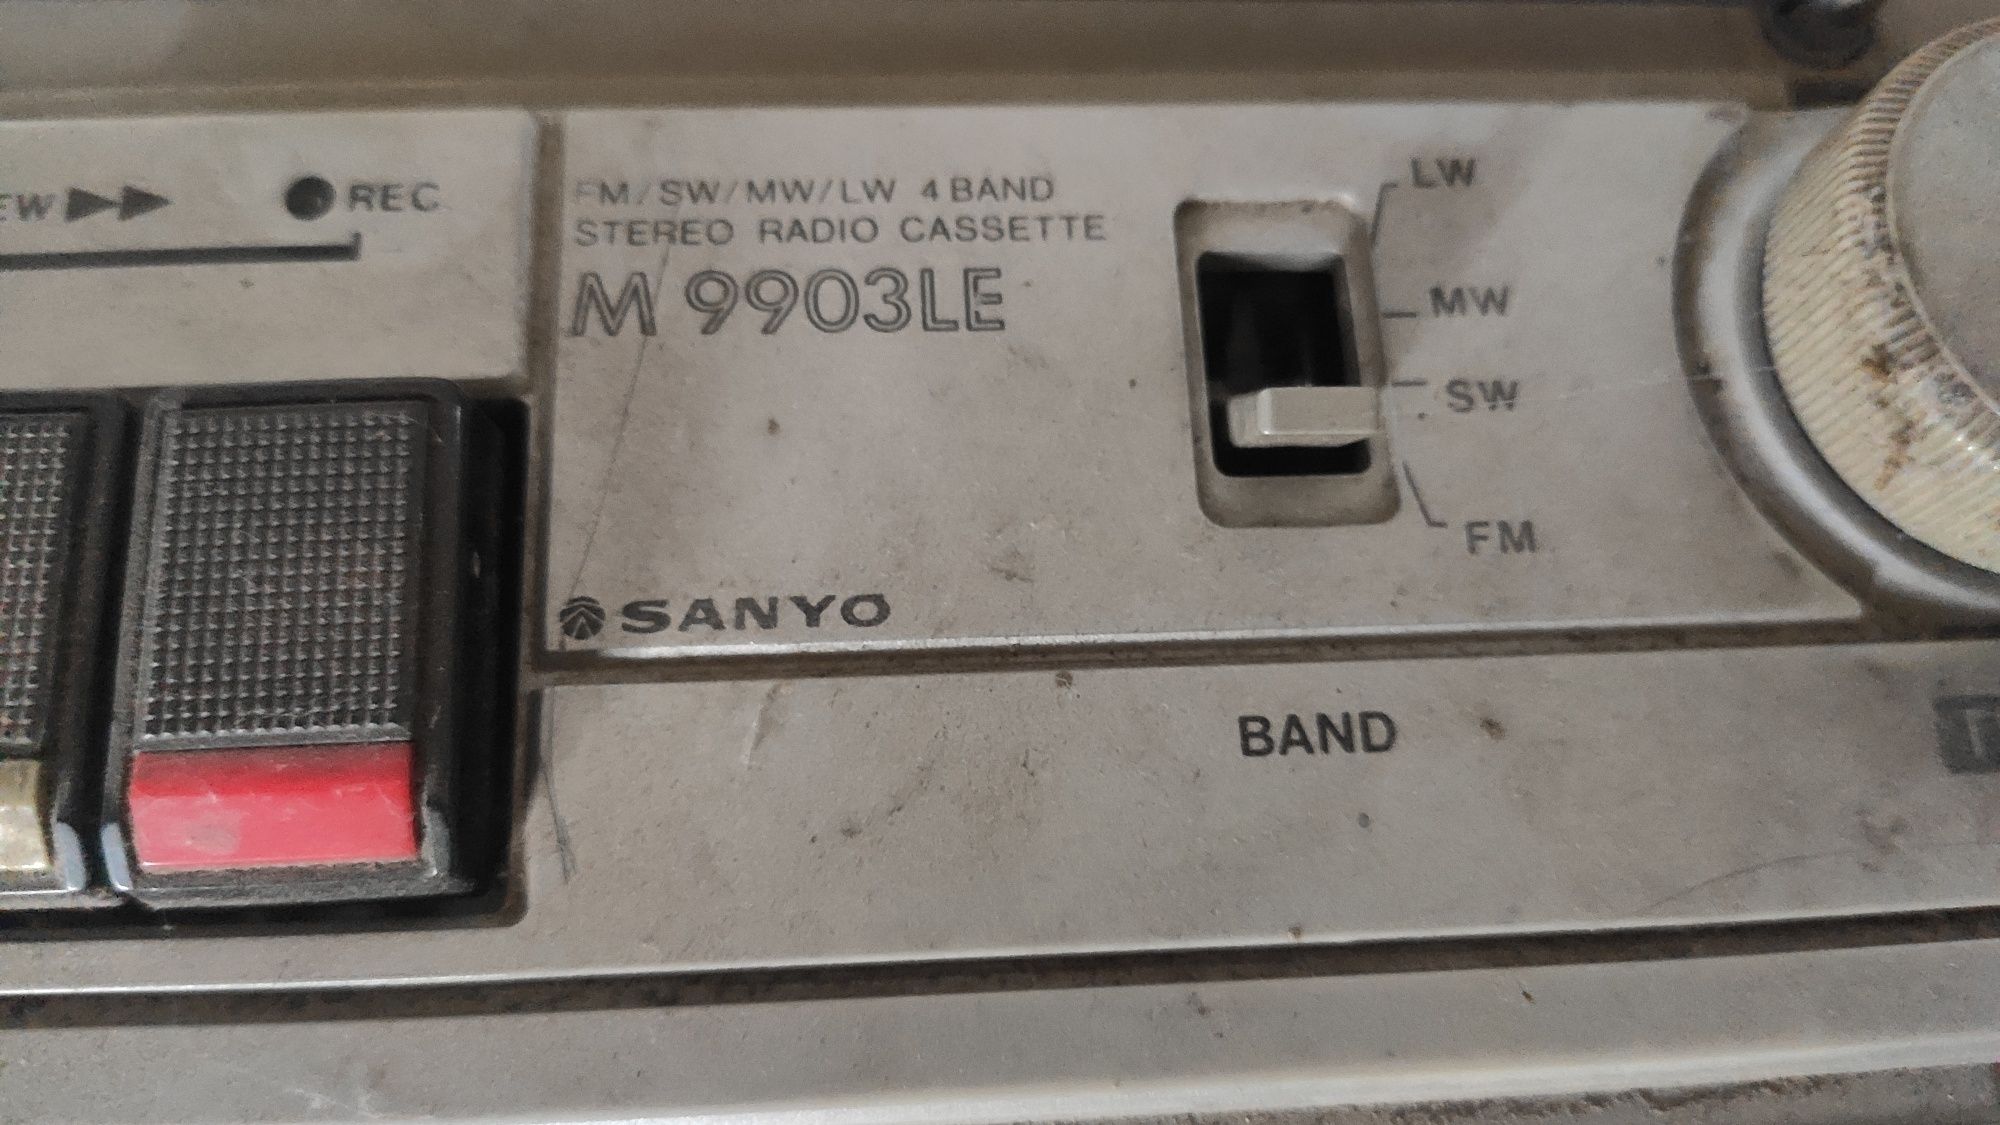 REC
FM/SW/MW/LW 4 BAND
STEREO RADIO CASSETTE
M 9903LE
SANYO
LW
MW
SW
FM
BAND